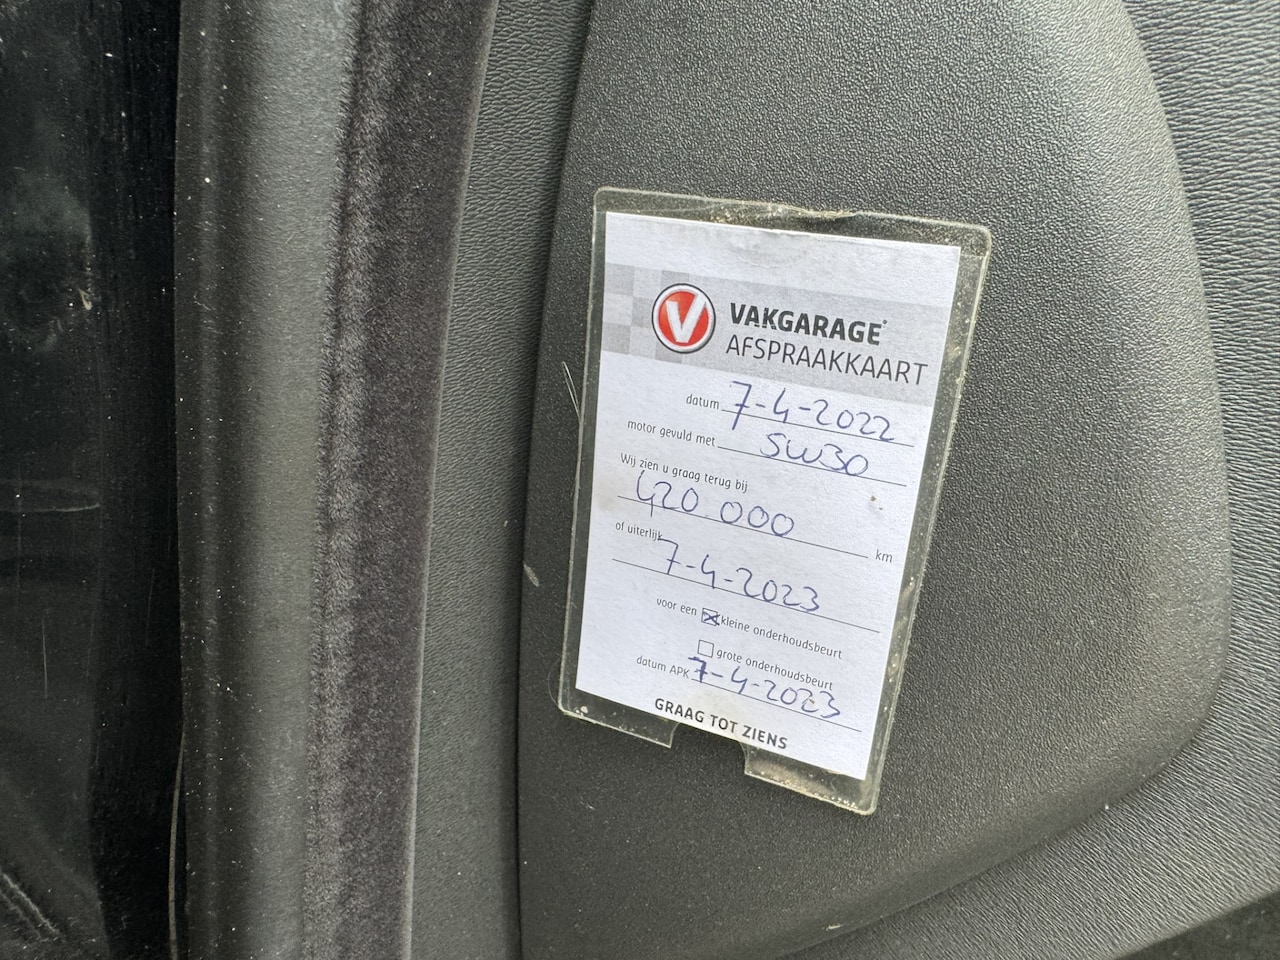 V VAKGARAGE®
AFSPRAAKKAART
datum 7-4-2022
motor gevuld met 5W30
Wij zien u graag terug bij
420 000 km
of uiterlijk
7-4-2023
voor een kleine onderhoudsbeurt
grote onderhoudsbeurt
datum APK 7-4-2023
GRAAG TOT ZIENS